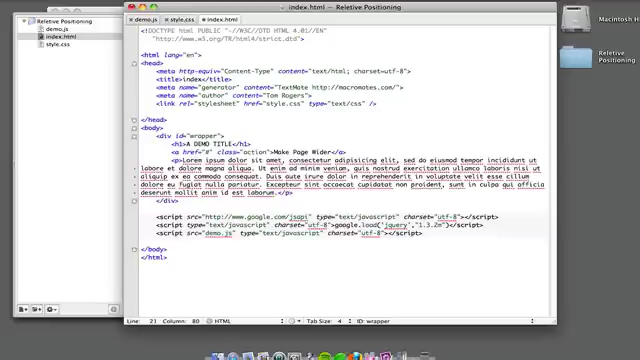 index.html — Reletive Positioning
demo.js
style.css
index.html
Reletive Positioning
demo.js
index.html
style.css
<!DOCTYPE HTML PUBLIC "-//W3C//DTD HTML 4.01//EN"
"http://www.w3.org/TR/html4/strict.dtd">
<html lang="en">
<head>
<meta http-equiv="Content-Type" content="text/html; charset=utf-8">
<title>index</title>
<meta name="generator" content="TextMate http://macromates.com/">
<meta name="author" content="Tom Rogers">
<link rel="stylesheet" href="style.css" type="text/css" />
</head>
<body>
<div id="wrapper">
<h1>A DEMO TITLE</h1>
<a href="#" class="action">Make Page Wider</a>
<p>Lorem ipsum dolor sit amet, consectetur adipisicing elit, sed do eiusmod tempor incididunt ut
labore et dolore magna aliqua. Ut enim ad minim veniam, quis nostrud exercitation ullamco laboris nisi ut
aliquip ex ea commodo consequat. Duis aute irure dolor in reprehenderit in voluptate velit esse cillum
dolore eu fugiat nulla pariatur. Excepteur sint occaecat cupidatat non proident, sunt in culpa qui officia
deserunt mollit anim id est laborum.</p>
</div>
<script src="http://www.google.com/jsapi" type="text/javascript" charset="utf-8"></script>
<script type="text/javascript" charset="utf-8">google.load('jquery',"1.3.2")</script>
<script src="demo.js" type="text/javascript" charset="utf-8"></script>
</body>
</html>
Line: 21 Column: 80 HTML Tab Size: 4 ID: wrapper
Macintosh H
Reletive
Positioning